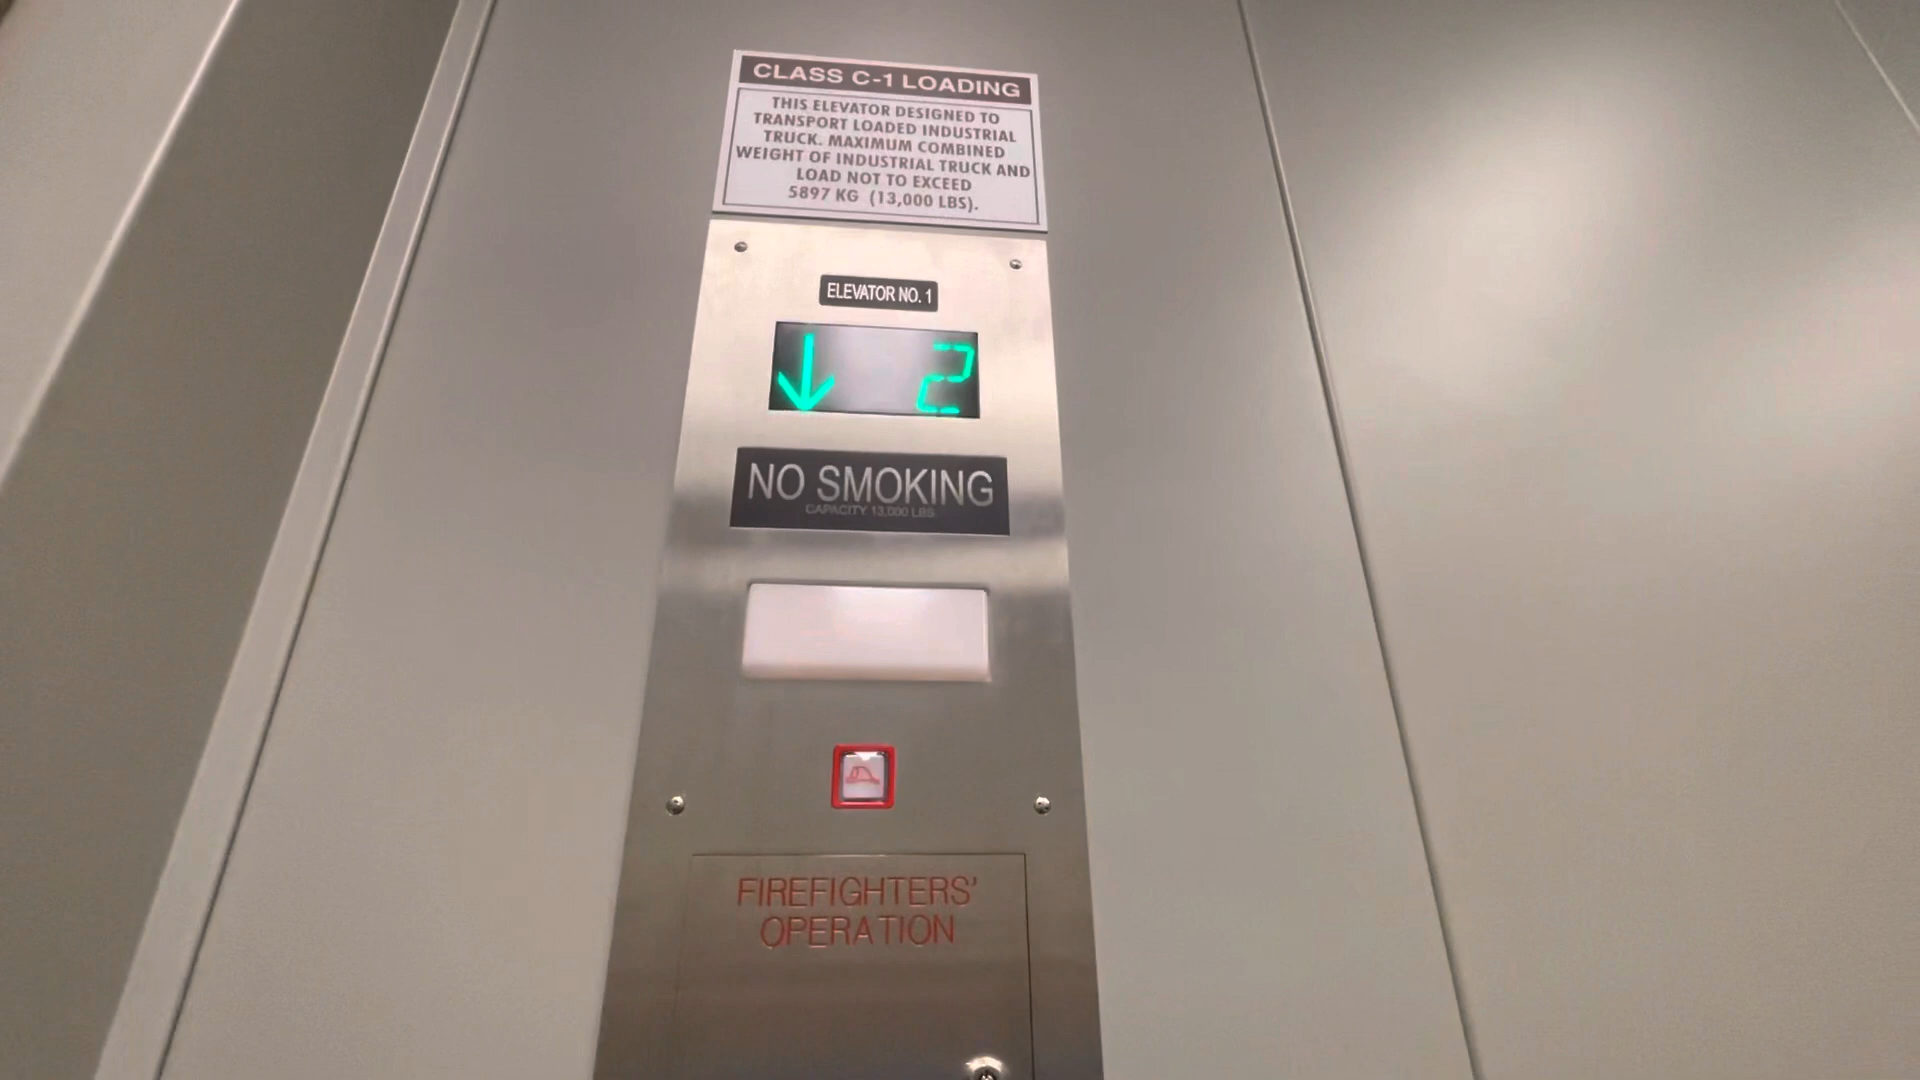 CLASS C-1 LOADING
THIS ELEVATOR DESIGNED TO
TRANSPORT LOADED INDUSTRIAL
TRUCK. MAXIMUM COMBINED
WEIGHT OF INDUSTRIAL TRUCK AND
LOAD NOT TO EXCEED
5897 KG (13,000 LBS).
ELEVATOR NO. 1
2
NO SMOKING
CAPACITY 13,000 LBS.
FIREFIGHTERS'
OPERATION